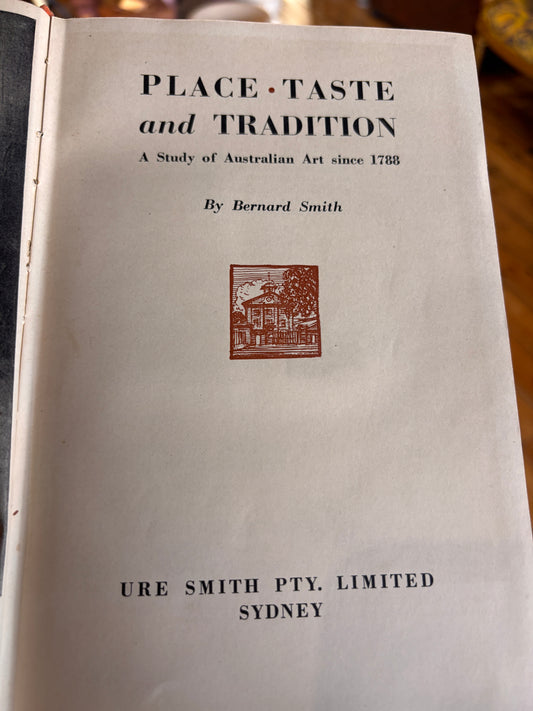 PLACE • TASTE
and TRADITION
A Study of Australian Art since 1788
By Bernard Smith
URE SMITH PTY. LIMITED
SYDNEY